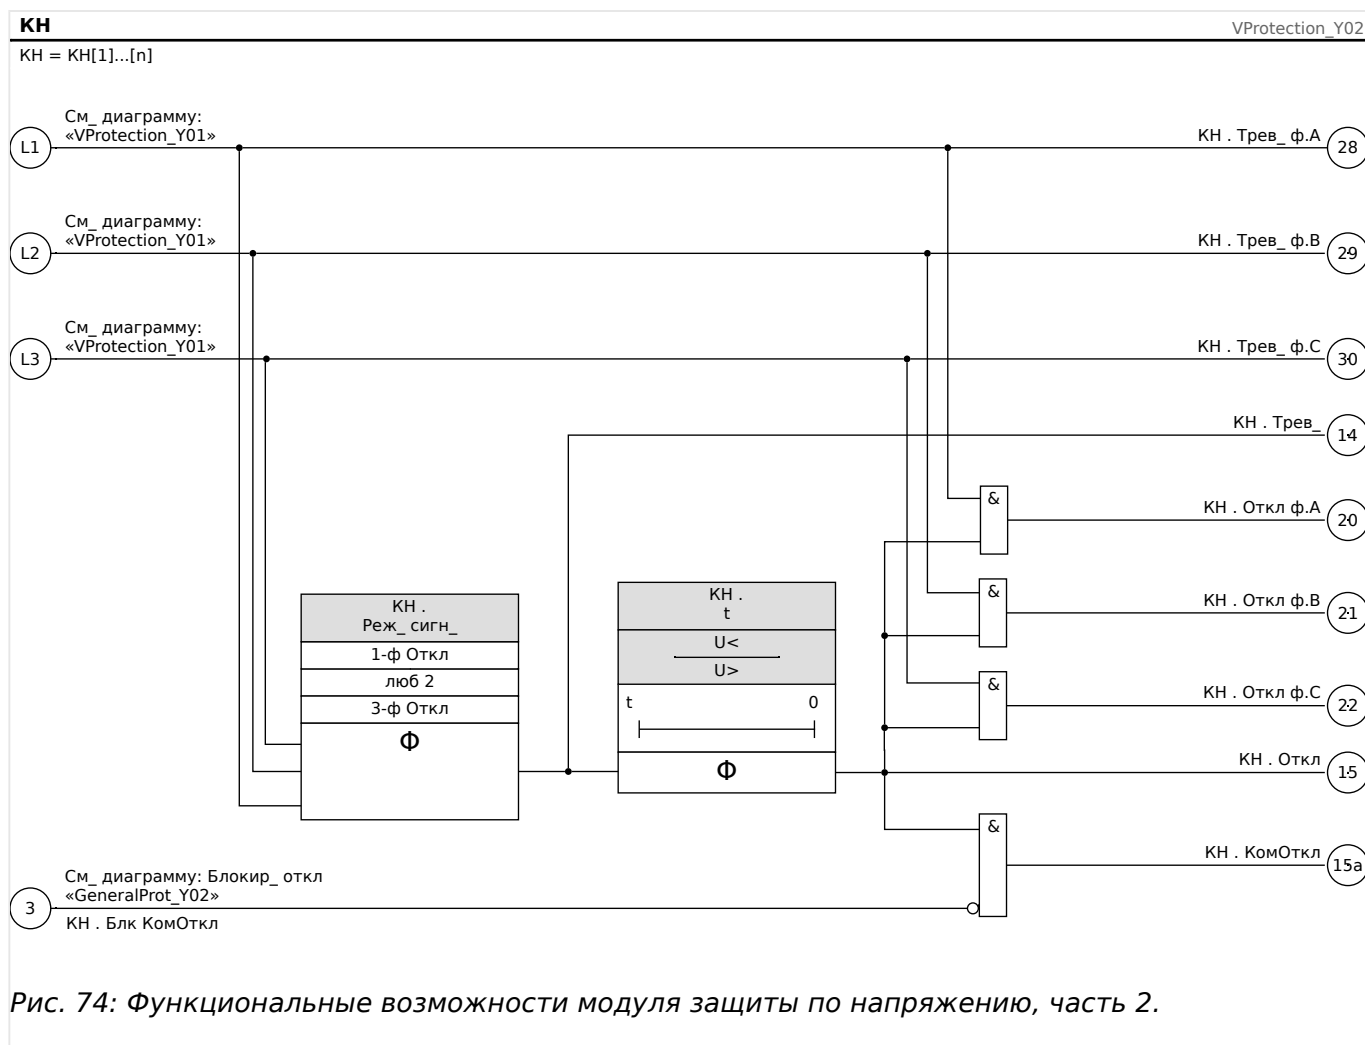 КН
VProtection_Y02
КН = КН[1]...[n]
См_ диаграмму:
«VProtection_Y01»
L1
КН . Трев_ ф.A
28
См_ диаграмму:
«VProtection_Y01»
L2
КН . Трев_ ф.B
29
См_ диаграмму:
«VProtection_Y01»
L3
КН . Трев_ ф.C
30
КН . Трев_
14
&
КН . Откл ф.A
20
&
КН . Откл ф.B
21
КН .
Реж_ сигн_
1-ф Откл
люб 2
3-ф Откл
Φ
КН .
t
U<
U>
t 0
Φ
&
КН . Откл ф.C
22
КН . Откл
15
&
КН . КомОткл
15a
См_ диаграмму: Блокир_ откл
«GeneralProt_Y02»
3
КН . Блк КомОткл
Рис. 74: Функциональные возможности модуля защиты по напряжению, часть 2.